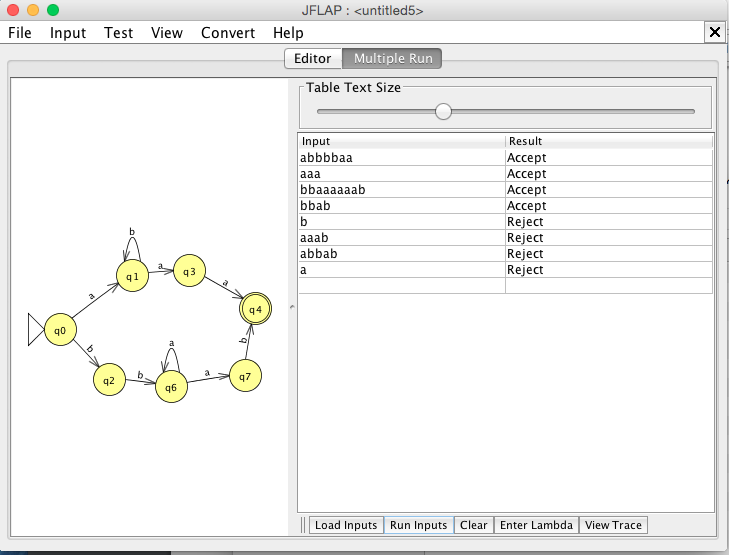 JFLAP : <untitled5>
File Input Test View Convert Help
Editor Multiple Run
Table Text Size
Input Result
abbbbaa Accept
aaa Accept
bbaaaaaab Accept
bbab Accept
b Reject
aaab Reject
abbab Reject
a Reject
b
q1
a
q3
a
a
q4
q0
b
a
b
q2
b
q6
a
q7
Load Inputs Run Inputs Clear Enter Lambda View Trace